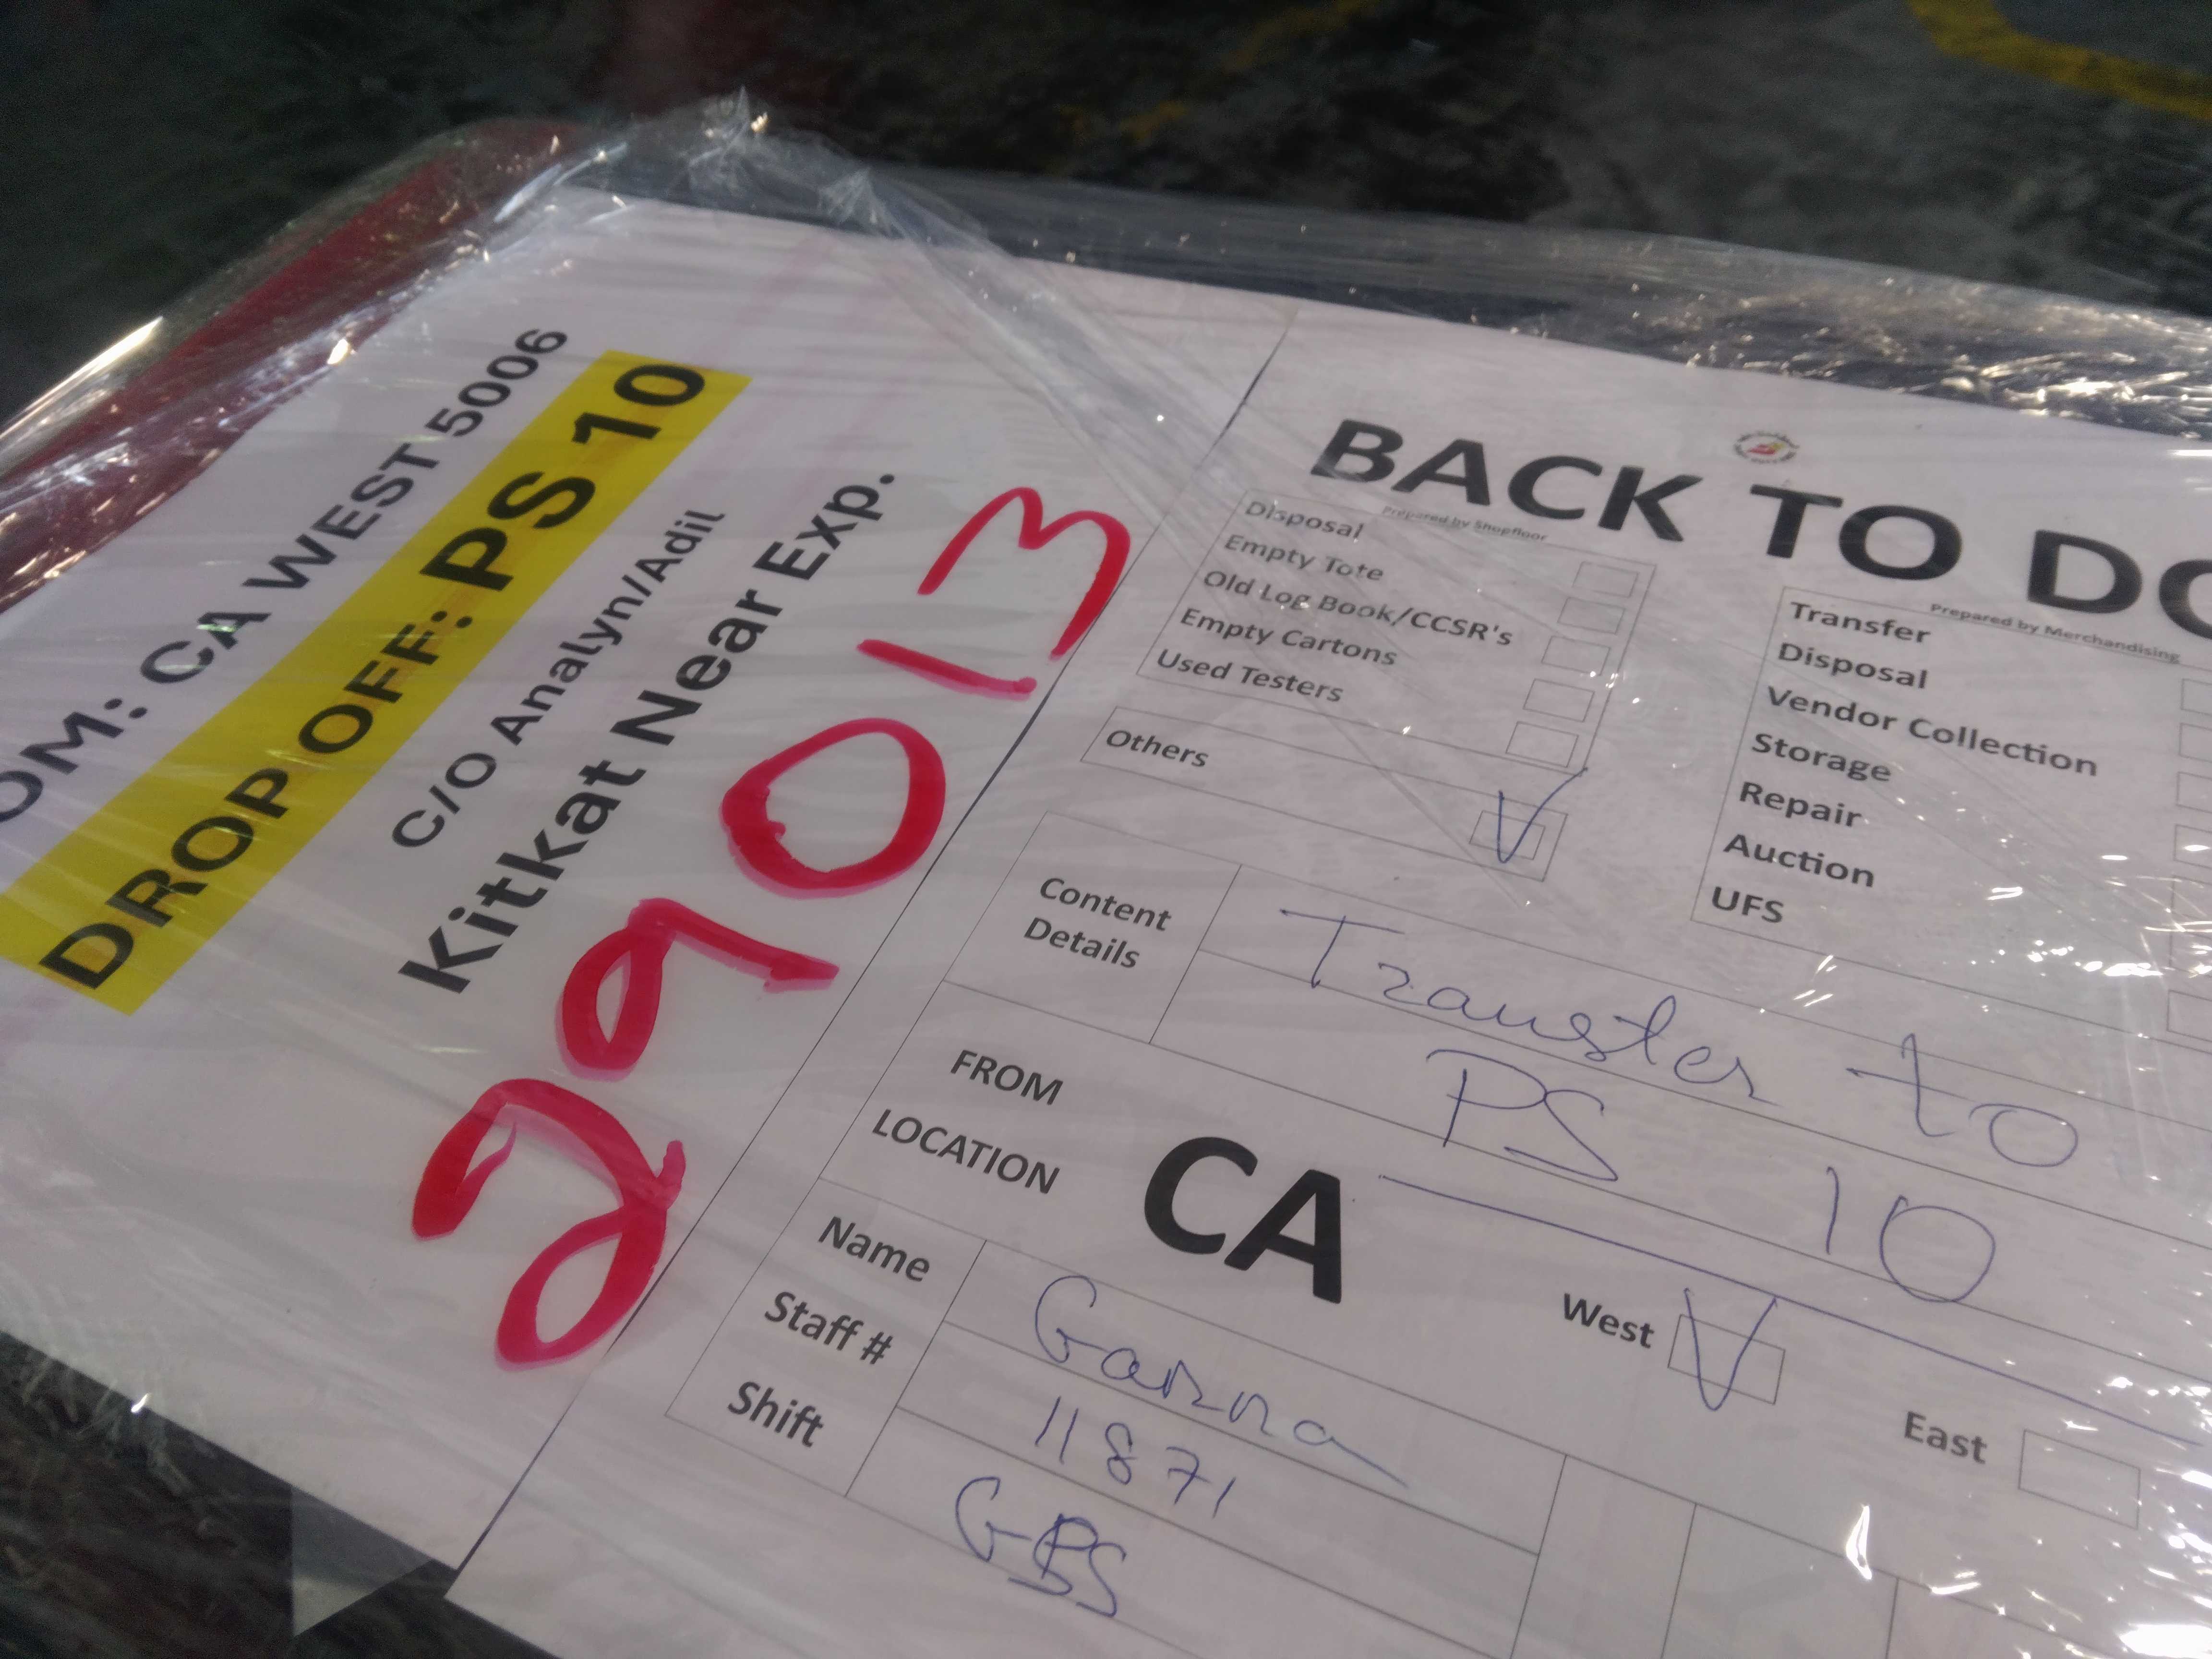 OM: CA WEST 5006
DROP OFF: PS 10
C/O Analyn/Adil
Kitkat Near Exp.
29013
BACK TO DO
Prepared by Shopfloor
Disposal
Empty Tote
Old Log Book/CCSR's
Empty Cartons
Used Testers
Others
Prepared by Merchandising
Transfer
Disposal
Vendor Collection
Storage
Repair
Auction
UFS
Content
Details
Transfer to
PS 10
FROM
LOCATION
CA
West
East
Name
Staff # 11871
Shift